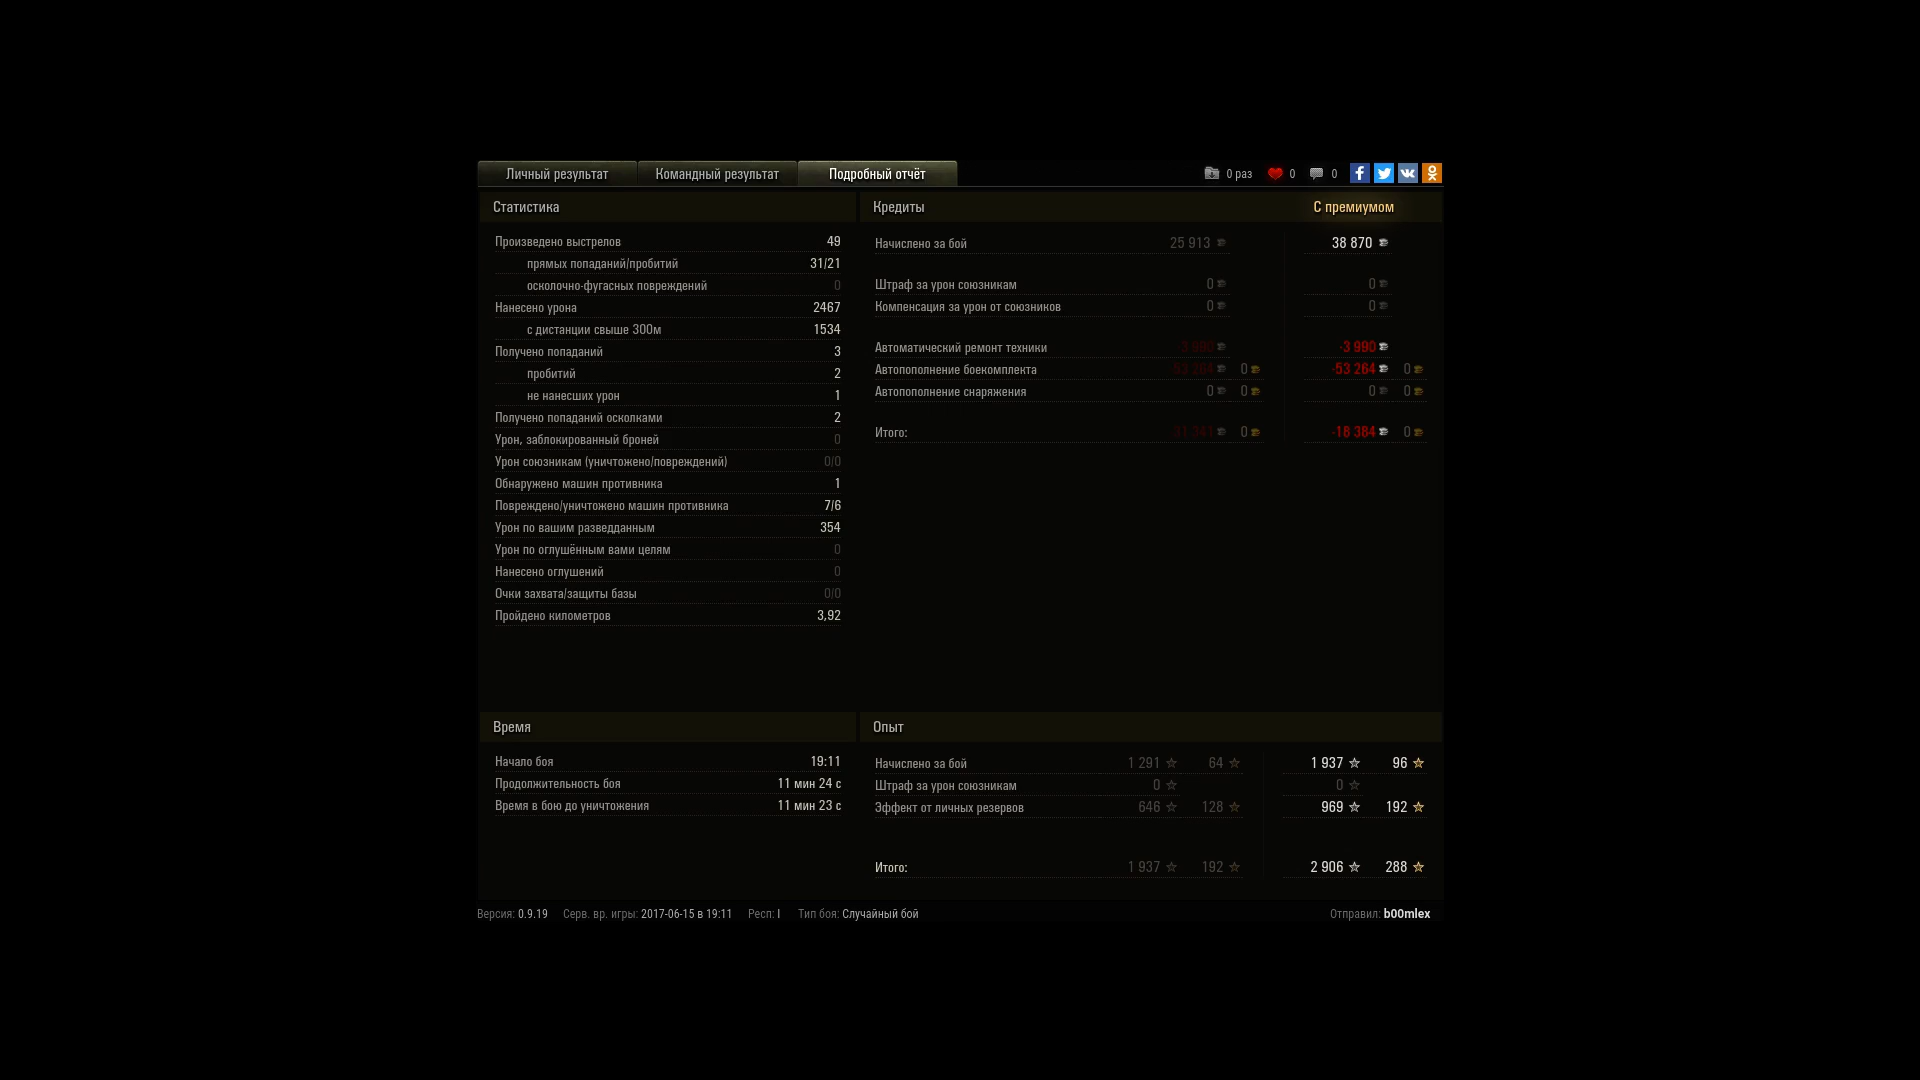 Личный результат Командный результат Подробный отчёт 0 раз 0 0
Статистика
Произведено выстрелов 49
прямых попаданий/пробитий 31/21
осколочно-фугасных повреждений 0
Нанесено урона 2467
с дистанции свыше 300м 1534
Получено попаданий 3
пробитий 2
не нанесших урон 1
Получено попаданий осколками 2
Урон, заблокированный броней 0
Урон союзникам (уничтожено/повреждений) 0/0
Обнаружено машин противника 1
Повреждено/уничтожено машин противника 7/6
Урон по вашим разведданным 354
Урон по оглушённым вами целям 0
Нанесено оглушений 0
Очки захвата/защиты базы 0/0
Пройдено километров 3,92
Кредиты С премиумом
Начислено за бой 25 913 38 870
Штраф за урон союзникам 0 0
Компенсация за урон от союзников 0 0
Автоматический ремонт техники -3 990 -3 990
Автопополнение боекомплекта -53 264 0 -53 264 0
Автопополнение снаряжения 0 0 0 0
Итого: -31 341 0 -18 384 0
Время
Начало боя 19:11
Продолжительность боя 11 мин 24 с
Время в бою до уничтожения 11 мин 23 с
Опыт
Начислено за бой 1 291 64 1 937 96
Штраф за урон союзникам 0 0
Эффект от личных резервов 646 128 969 192
Итого: 1 937 192 2 906 288
Версия: 0.9.19 Серв. вр. игры: 2017-06-15 в 19:11 Респ: I Тип боя: Случайный бой Отправил: b00mlex